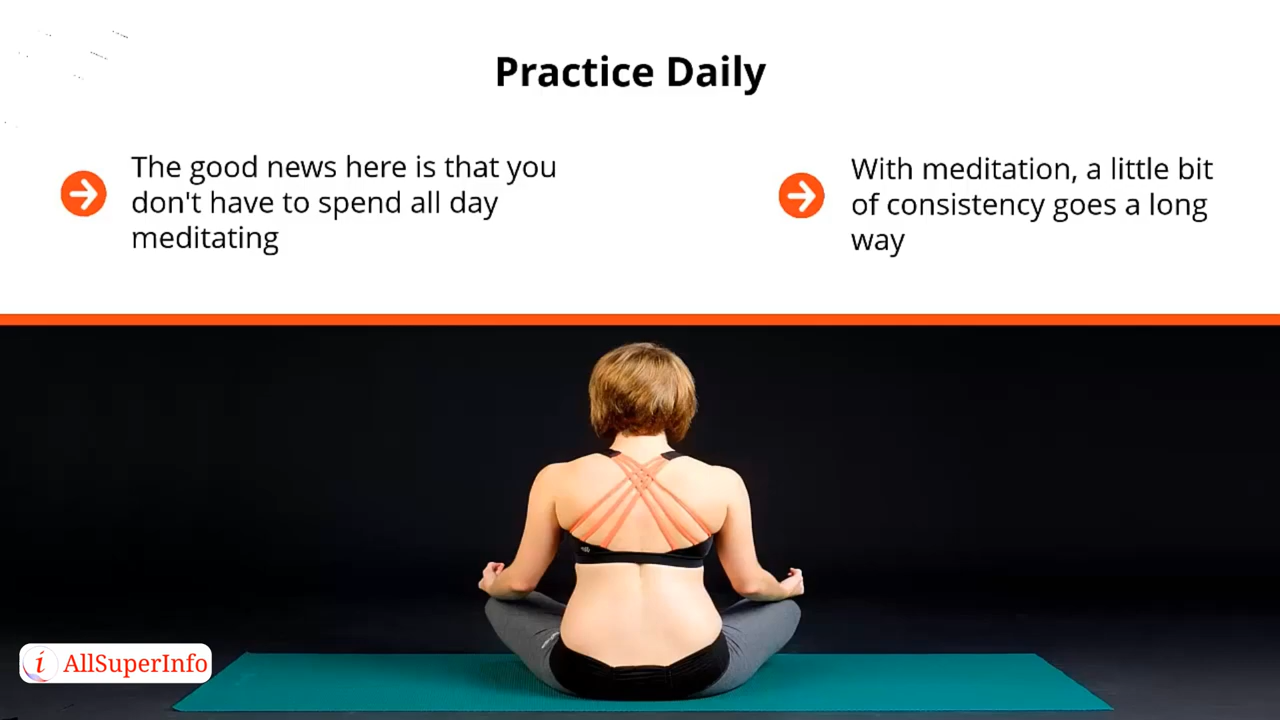 Practice Daily
The good news here is that you
don't have to spend all day
meditating
With meditation, a little bit
of consistency goes a long
way
i AllSuperInfo